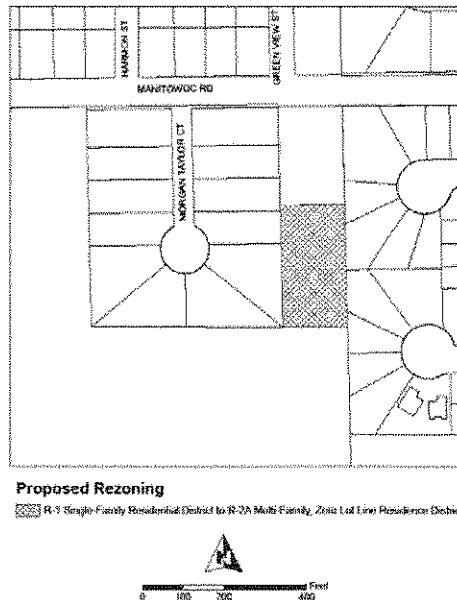 HARMON ST
GREEN VIEW ST
MANITOWOC RD
MORGAN TAYLOR CT
Proposed Rezoning
R-1 Single-Family Residential District to R-2A Multi-Family, Zero Lot Line Residence Distric
N
Feet
0 100 200 400